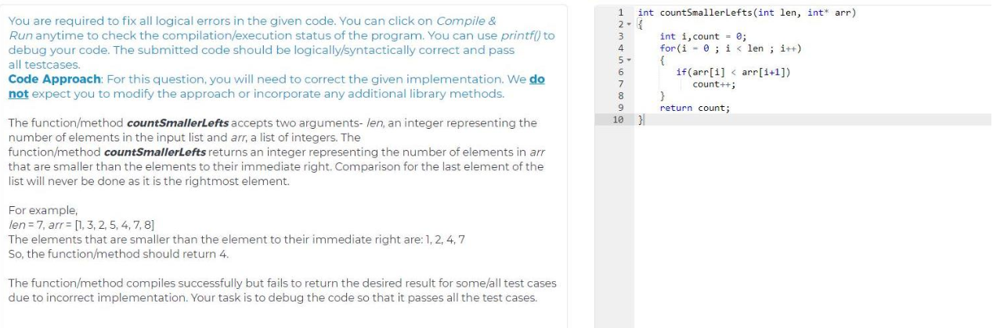 You are required to fix all logical errors in the given code. You can click on Compile &
Run anytime to check the compilation/execution status of the program. You can use printf() to
debug your code. The submitted code should be logically/syntactically correct and pass
all testcases.
Code Approach: For this question, you will need to correct the given implementation. We do
not expect you to modify the approach or incorporate any additional library methods.
The function/method countSmallerLefts accepts two arguments- len, an integer representing the
number of elements in the input list and arr, a list of integers. The
function/method countSmallerLefts returns an integer representing the number of elements in arr
that are smaller than the elements to their immediate right. Comparison for the last element of the
list will never be done as it is the rightmost element.
For example,
len = 7, arr = [1, 3, 2, 5, 4, 7, 8]
The elements that are smaller than the element to their immediate right are: 1, 2, 4, 7
So, the function/method should return 4.
The function/method compiles successfully but fails to return the desired result for some/all test cases
due to incorrect implementation. Your task is to debug the code so that it passes all the test cases.
1 int countSmallerLefts(int len, int* arr)
2 {
3 int i,count = 0;
4 for(i = 0 ; i < len ; i++)
5 {
6 if(arr[i] < arr[i+1])
7 count++;
8 }
9 return count;
10 }